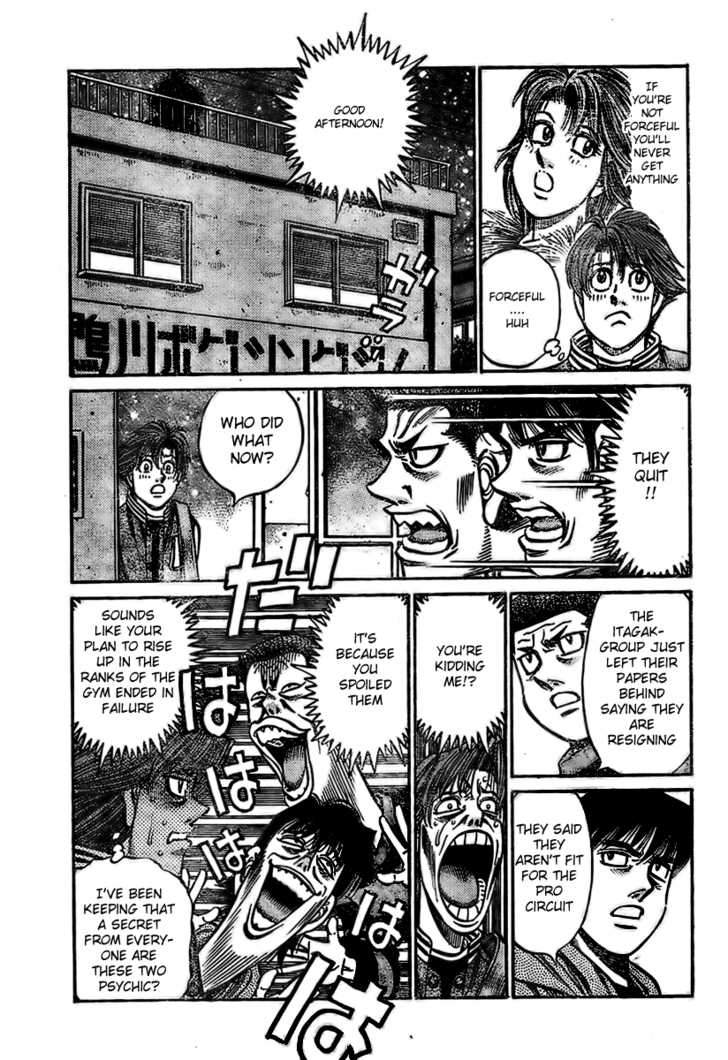 IF
YOU'RE
NOT
FORCEFUL
YOU'LL
NEVER
GET
ANYTHING
FORCEFUL
....
HUH
GOOD
AFTERNOON!
ガラ
THEY
QUIT
!!
WHO DID
WHAT
NOW?
THE
ITAGAK-
GROUP JUST
LEFT THEIR
PAPERS
BEHIND
SAYING THEY
ARE
RESIGNING
THEY SAID
THEY
AREN'T FIT
FOR THE
PRO
CIRCUIT
YOU'RE
KIDDING
ME!?
IT'S
BECAUSE
YOU
SPOILED
THEM
SOUNDS
LIKE YOUR
PLAN TO RISE
UP IN THE
RANKS OF THE
GYM ENDED IN
FAILURE
だ
はははははは
I'VE BEEN
KEEPING THAT
A SECRET
FROM EVERY-
ONE ARE
THESE TWO
PSYCHIC?